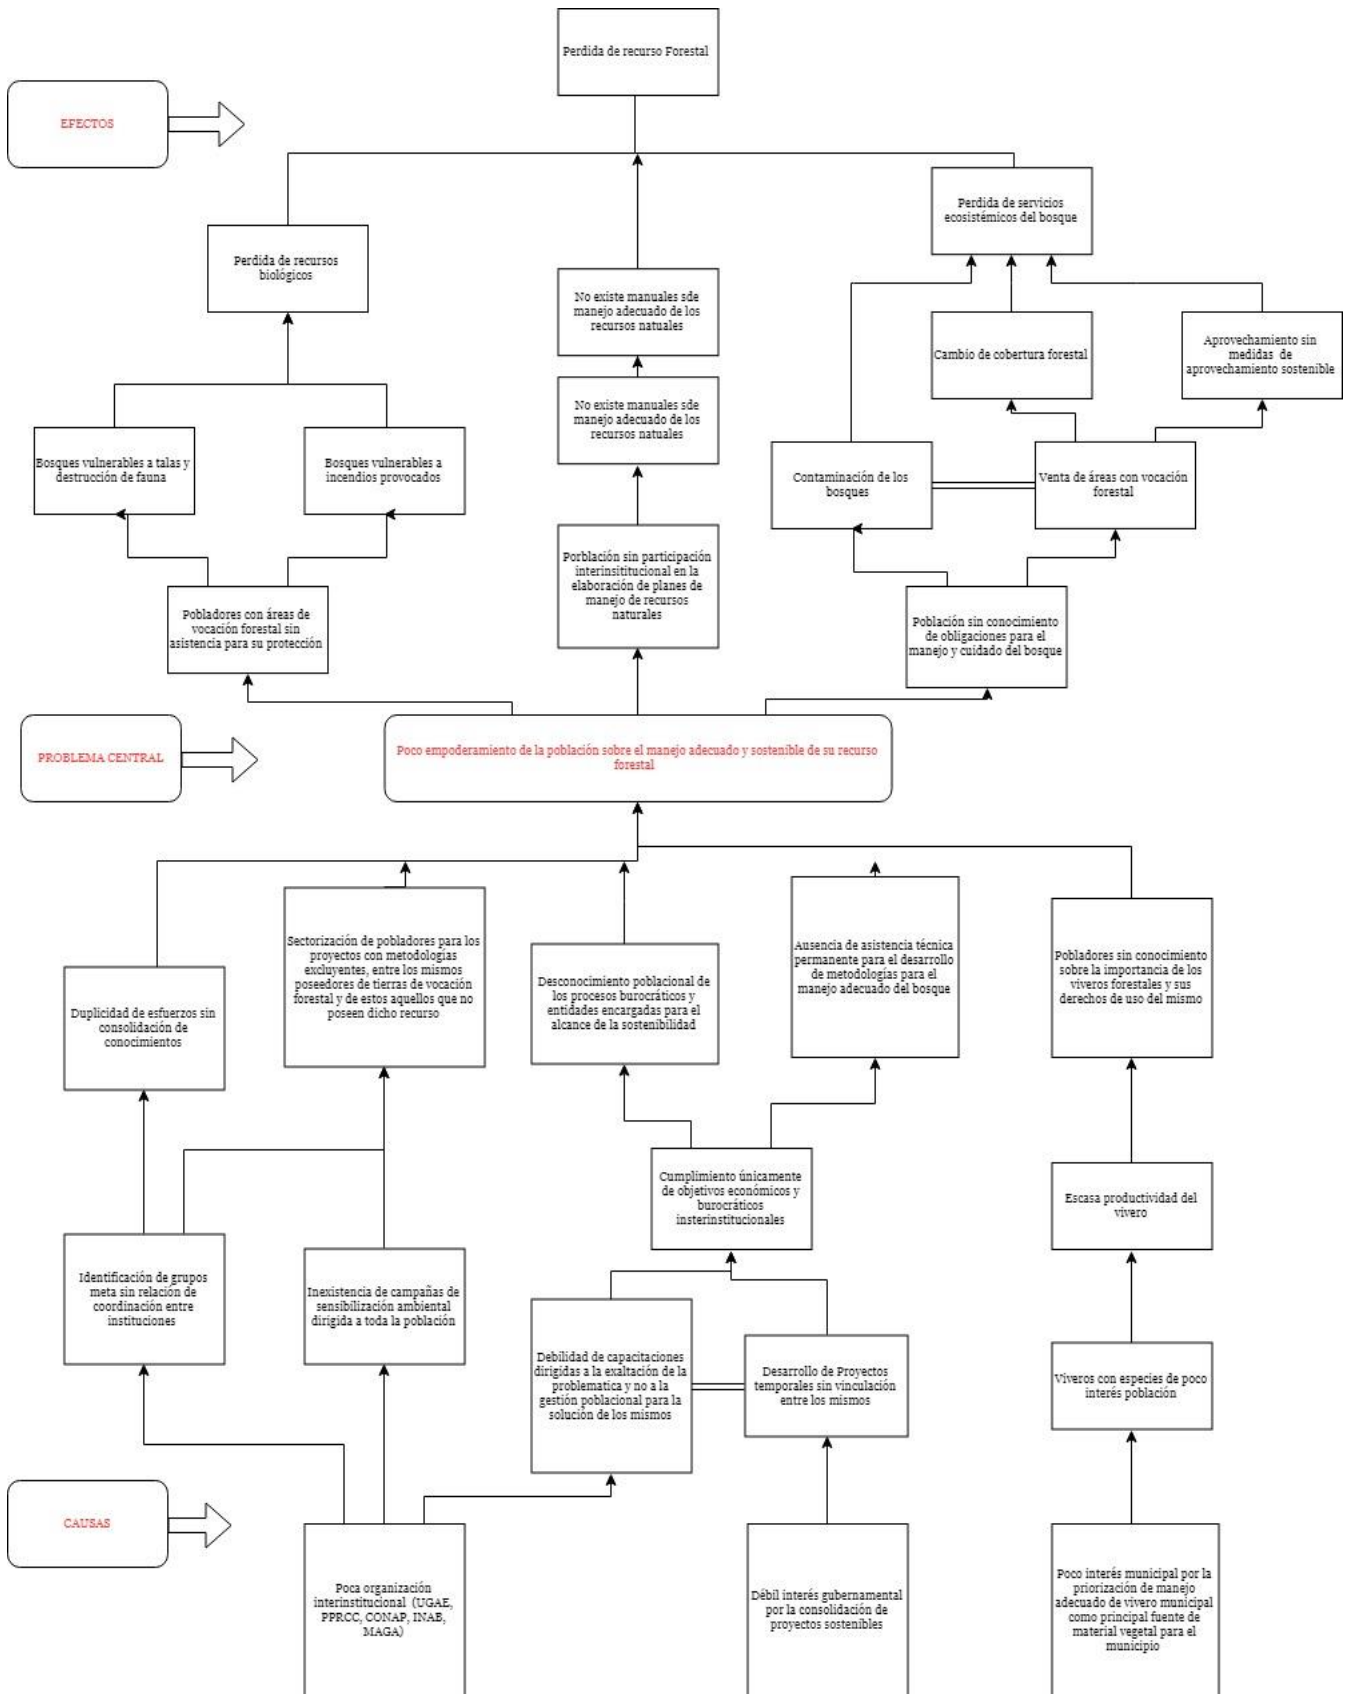 Perdida de recurso Forestal
EFECTOS
Perdida de servicios
ecosistémicos del bosque
Perdida de recursos
biológicos
No existe manuales sde
manejo adecuado de los
recursos natuales
Cambio de cobertura forestal
Aprovechamiento sin
medidas de
aprovechamiento sostenible
No existe manuales sde
manejo adecuado de los
recursos natuales
Bosques vulnerables a talas y
destrucción de fauna
Bosques vulnerables a
incendios provocados
Contaminación de los
bosques
Venta de áreas con vocación
forestal
Porblación sin participación
interinsititucional en la
elaboración de planes de
manejo de recursos
naturales
Pobladores con áreas de
vocación forestal sin
asistencia para su protección
Población sin conocimiento
de obligaciones para el
manejo y cuidado del bosque
PROBLEMA CENTRAL
Poco empoderamiento de la población sobre el manejo adecuado y sostenible de su recurso
forestal
Duplicidad de esfuerzos sin
consolidación de
conocimientos
Sectorización de pobladores para los
proyectos con metodologías
excluyentes, entre los mismos
poseedores de tierras de vocación
forestal y de estos aquellos que no
poseen dicho recurso
Desconocimiento poblacional de
los procesos burocráticos y
entidades encargadas para el
alcance de la sostenibilidad
Ausencia de asistencia técnica
permanente para el desarrollo
de metodologías para el
manejo adecuado del bosque
Pobladores sin conocimiento
sobre la importancia de los
viveros forestales y sus
derechos de uso del mismo
Cumplimiento únicamente
de objetivos económicos y
burocráticos
insterinstitucionales
Escasa productividad del
vivero
Identificación de grupos
meta sin relación de
coordinación entre
instituciones
Inexistencia de campañas de
sensibilización ambiental
dirigida a toda la población
Debilidad de capacitaciones
dirigidas a la exaltación de la
problematica y no a la
gestión poblacional para la
solución de los mismos
Desarrollo de Proyectos
temporales sin vinculación
entre los mismos
Viveros con especies de poco
interés población
CAUSAS
Poca organización
interinstitucional (UGAE,
PPRCC, CONAP, INAB,
MAGA)
Débil interés gubernamental
por la consolidación de
proyectos sostenibles
Poco interés municipal por la
priorización de manejo
adecuado de vivero municipal
como principal fuente de
material vegetal para el
municipio